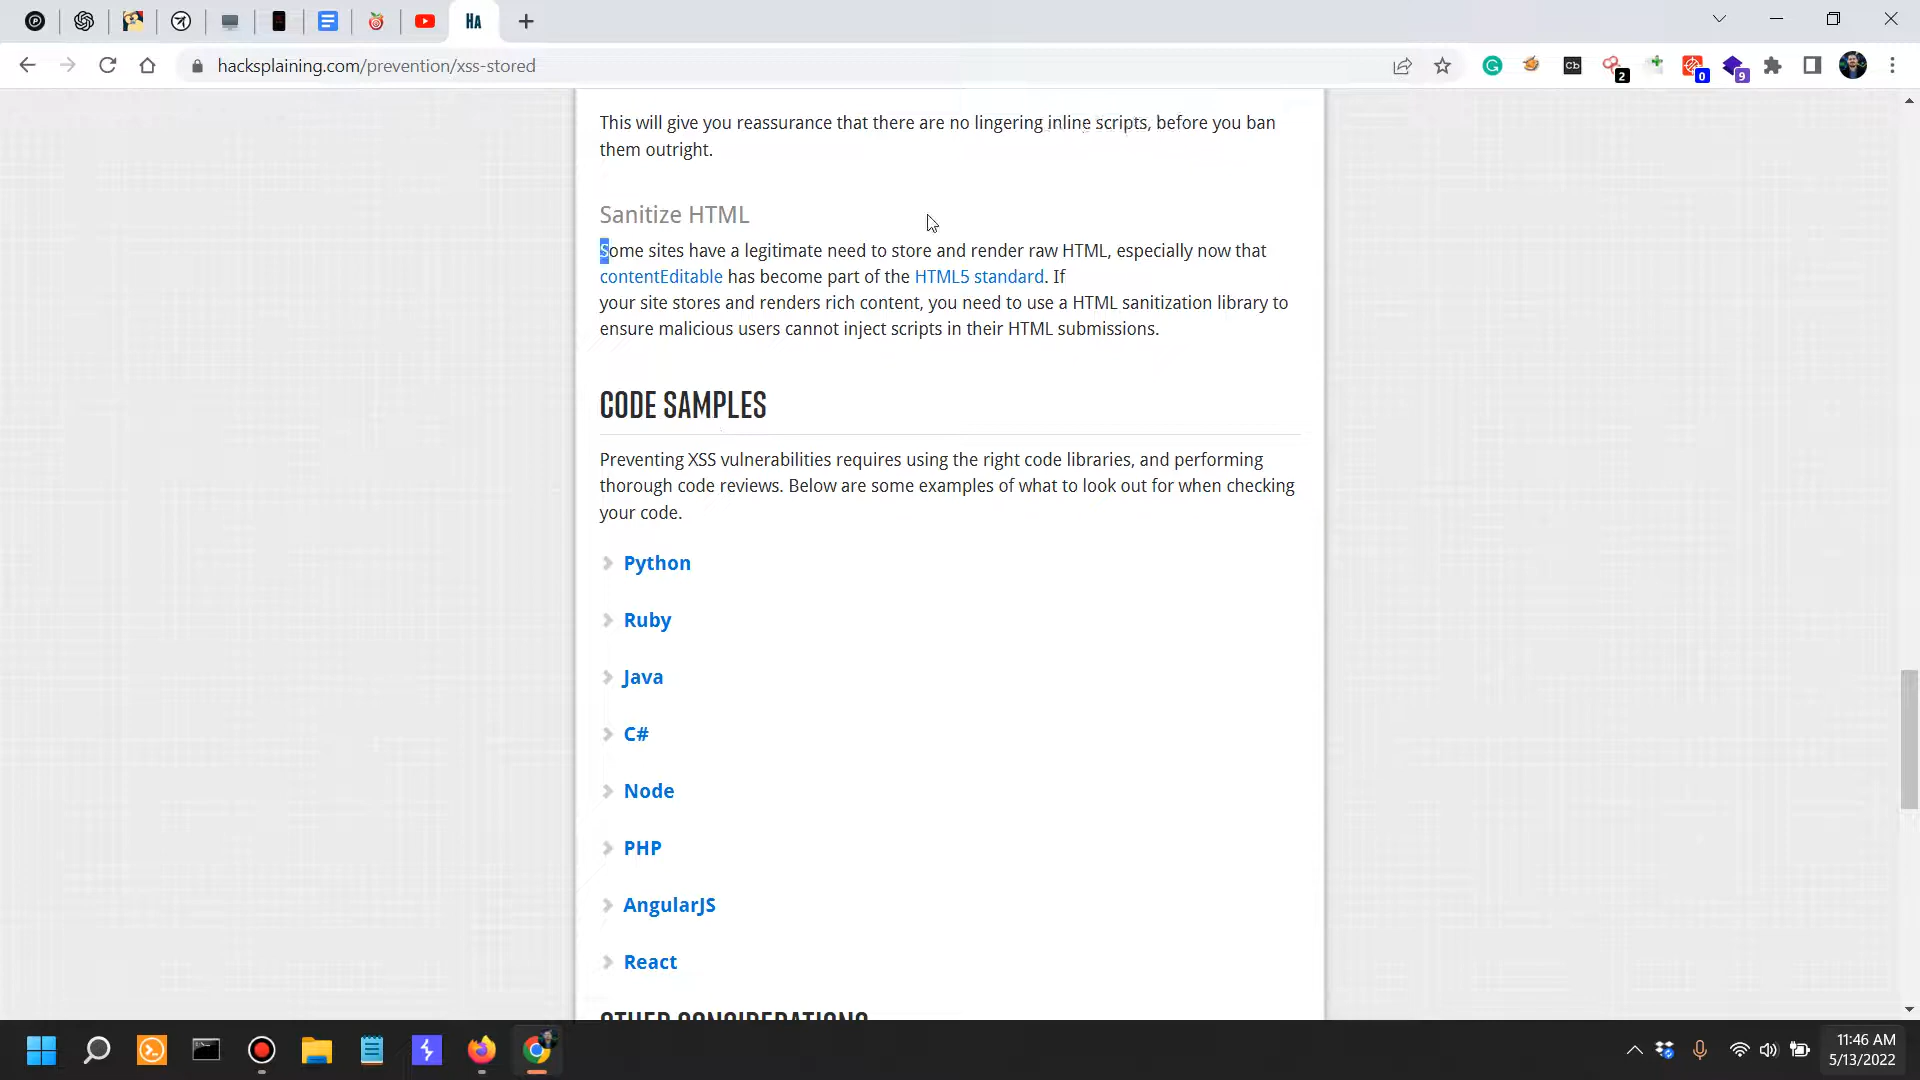 HA
hacksplaining.com/prevention/xss-stored
Cb
2
0
9
This will give you reassurance that there are no lingering inline scripts, before you ban
them outright.
Sanitize HTML
Some sites have a legitimate need to store and render raw HTML, especially now that
contentEditable has become part of the HTML5 standard. If
your site stores and renders rich content, you need to use a HTML sanitization library to
ensure malicious users cannot inject scripts in their HTML submissions.
CODE SAMPLES
Preventing XSS vulnerabilities requires using the right code libraries, and performing
thorough code reviews. Below are some examples of what to look out for when checking
your code.
Python
Ruby
Java
C#
Node
PHP
AngularJS
React
OTHER CONSIDERATIONS
11:46 AM
5/13/2022